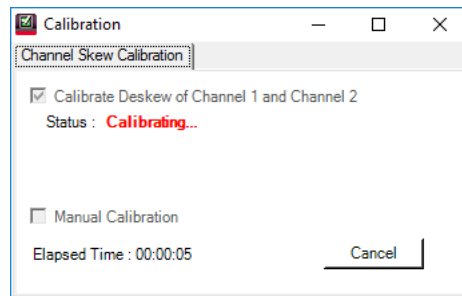 Calibration
Channel Skew Calibration
Calibrate Deskew of Channel 1 and Channel 2
Status : Calibrating...
Manual Calibration
Elapsed Time : 00:00:05 Cancel